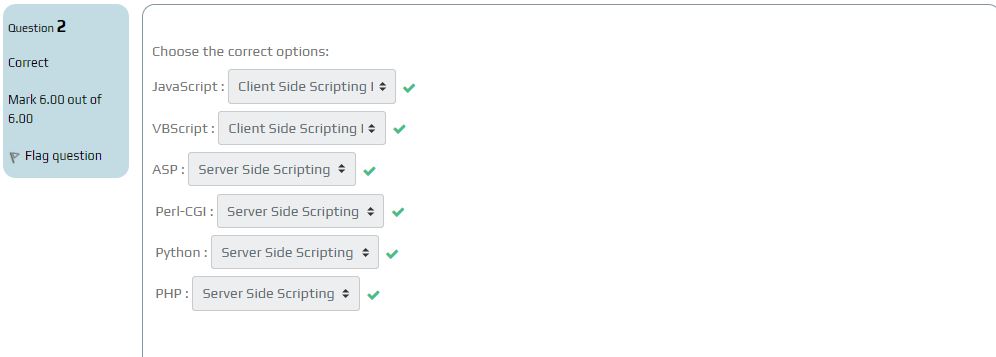 Question 2
Correct
Mark 6.00 out of
6.00
Flag question
Choose the correct options:
JavaScript : Client Side Scripting l
VBScript : Client Side Scripting l
ASP : Server Side Scripting
Perl-CGI : Server Side Scripting
Python : Server Side Scripting
PHP : Server Side Scripting